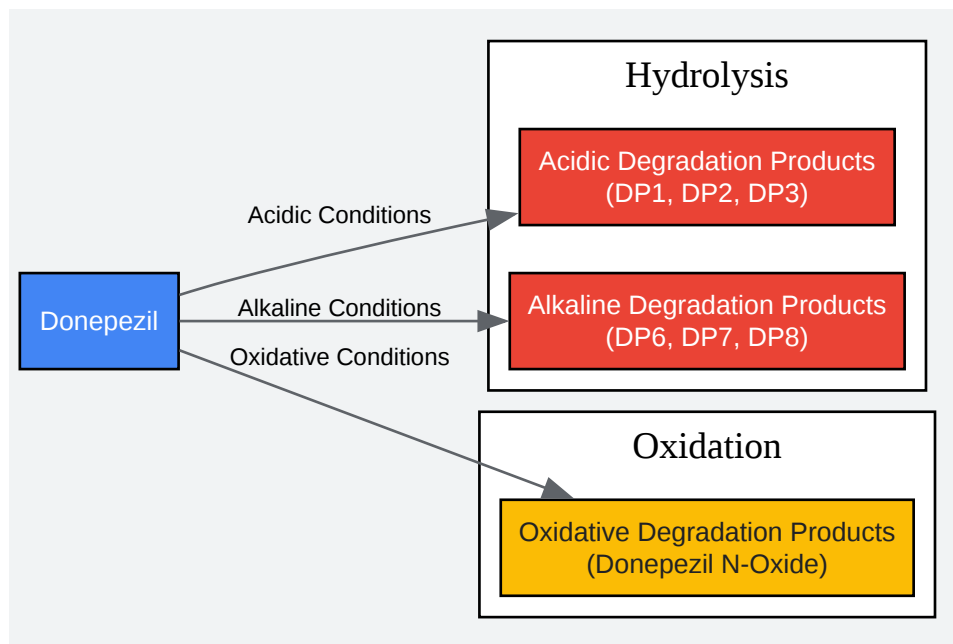 Hydrolysis
Acidic Degradation Products
(DP1, DP2, DP3)
Acidic Conditions
Donepezil
Alkaline Conditions
Alkaline Degradation Products
(DP6, DP7, DP8)
Oxidative Conditions
Oxidation
Oxidative Degradation Products
(Donepezil N-Oxide)